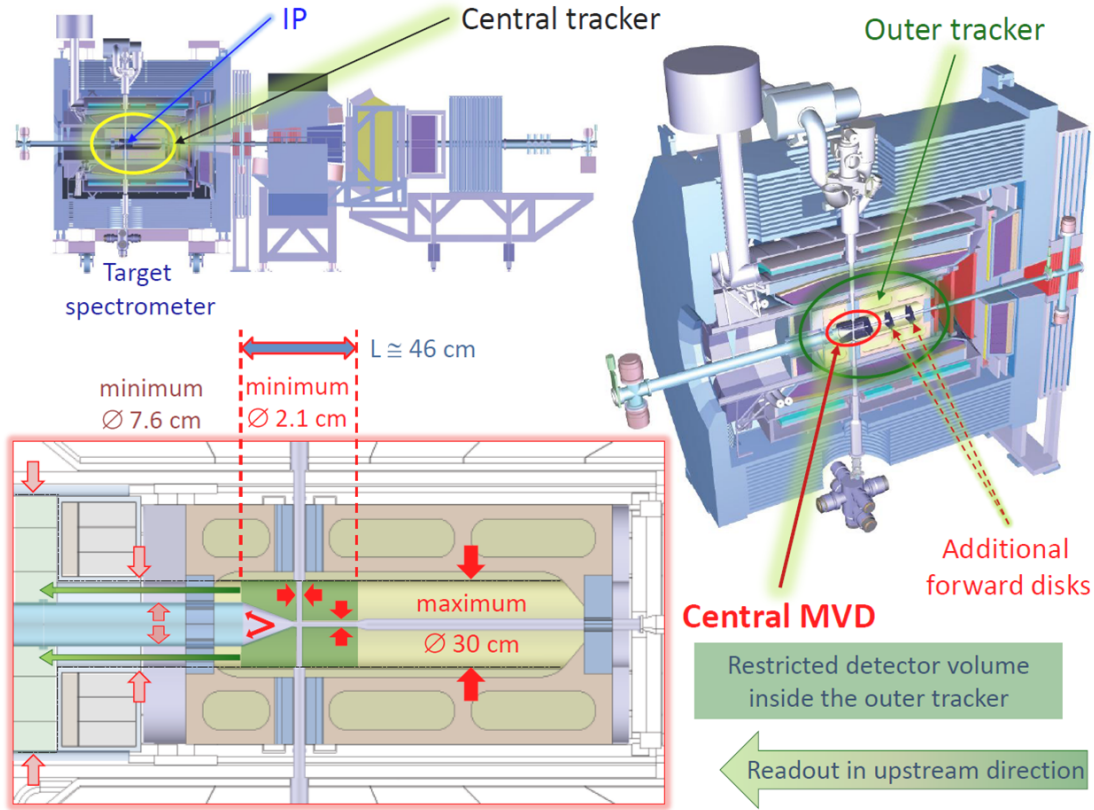 IP
Central tracker
Outer tracker
Target
spectrometer
L ≅ 46 cm
minimum
∅ 7.6 cm
minimum
∅ 2.1 cm
maximum
∅ 30 cm
Additional
forward disks
Central MVD
Restricted detector volume
inside the outer tracker
Readout in upstream direction